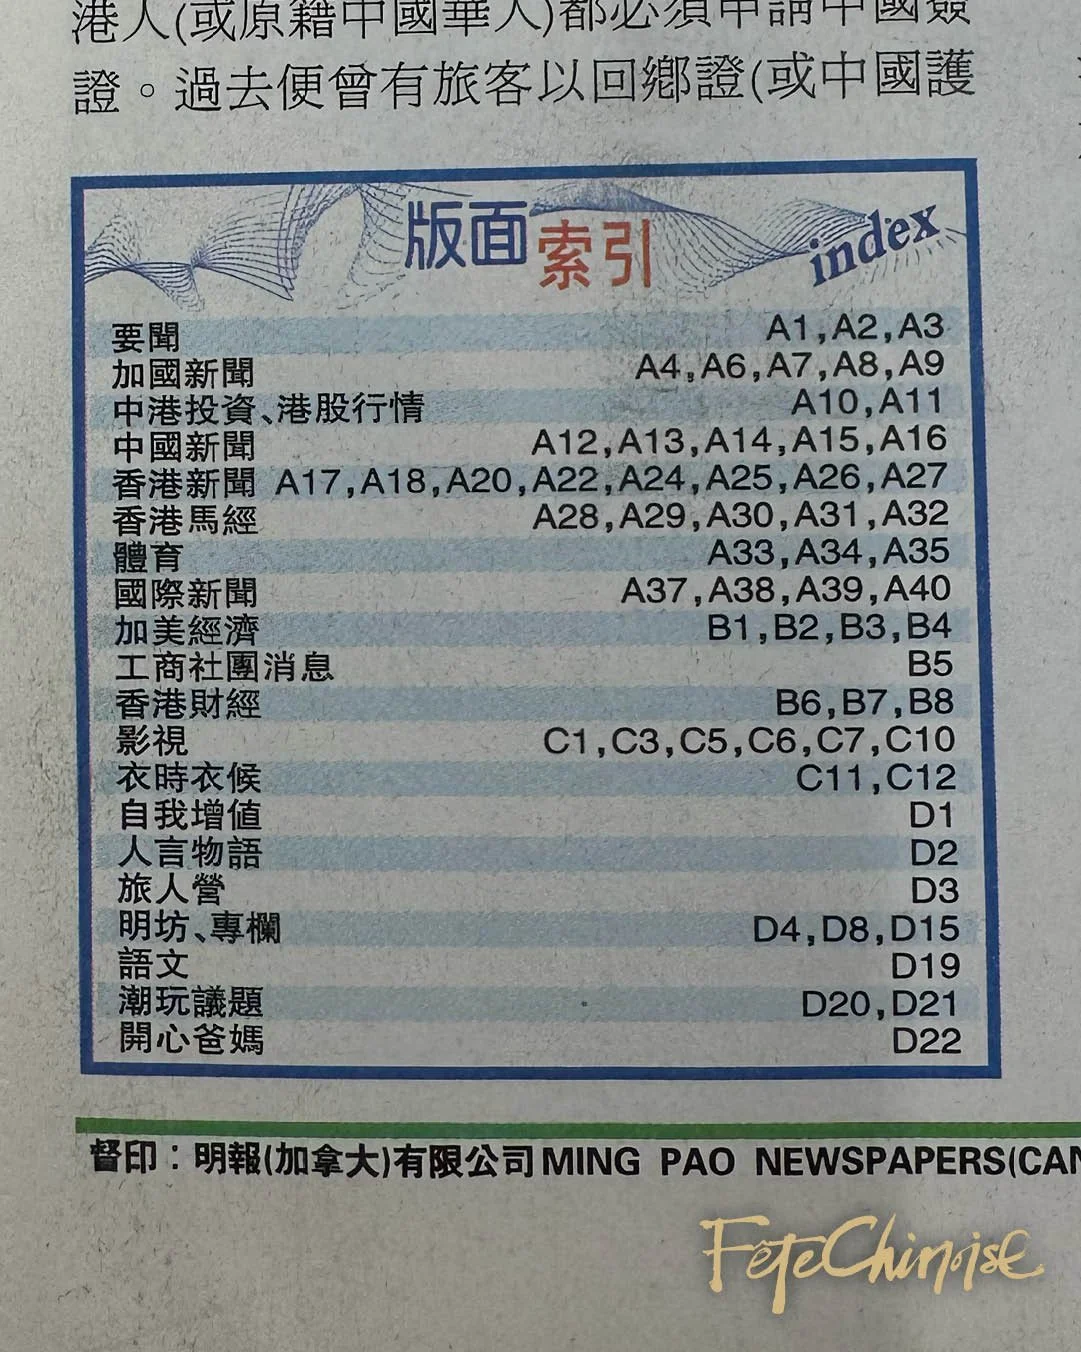 港人(或原籍中國華人)都必須申請中國簽
證。過去便曾有旅客以回鄉證(或中國護
版面索引 index
要聞 A1,A2,A3
加國新聞 A4,A6,A7,A8,A9
中港投資、港股行情 A10,A11
中國新聞 A12,A13,A14,A15,A16
香港新聞 A17,A18,A20,A22,A24,A25,A26,A27
香港馬經 A28,A29,A30,A31,A32
體育 A33,A34,A35
國際新聞 A37,A38,A39,A40
加美經濟 B1,B2,B3,B4
工商社團消息 B5
香港財經 B6,B7,B8
影視 C1,C3,C5,C6,C7,C10
衣時衣候 C11,C12
自我增值 D1
人言物語 D2
旅人營 D3
明坊、專欄 D4,D8,D15
語文 D19
潮玩議題 D20,D21
開心爸媽 D22
督印：明報(加拿大)有限公司 MING PAO NEWSPAPERS(CAN
FêteChinoise